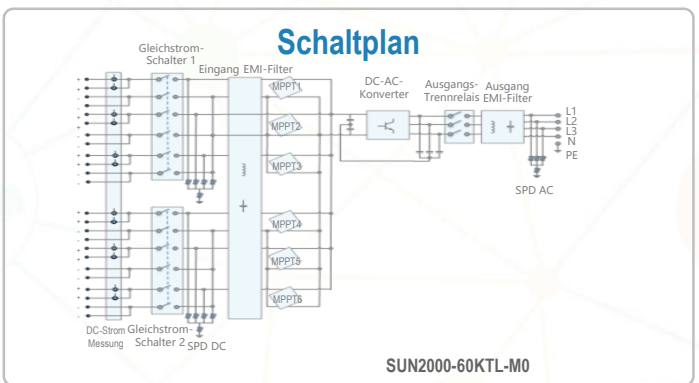 Schaltplan
Gleichstrom-
Schalter 1
Eingang EMI-Filter
DC-AC-
Konverter
Ausgangs-
Trennrelais
Ausgang
EMI-Filter
MPPT1
MPPT2
MPPT3
MPPT4
MPPT5
MPPT6
L1
L2
L3
N
PE
SPD AC
DC-Strom
Messung
Gleichstrom-
Schalter 2
SPD DC
SUN2000-60KTL-M0